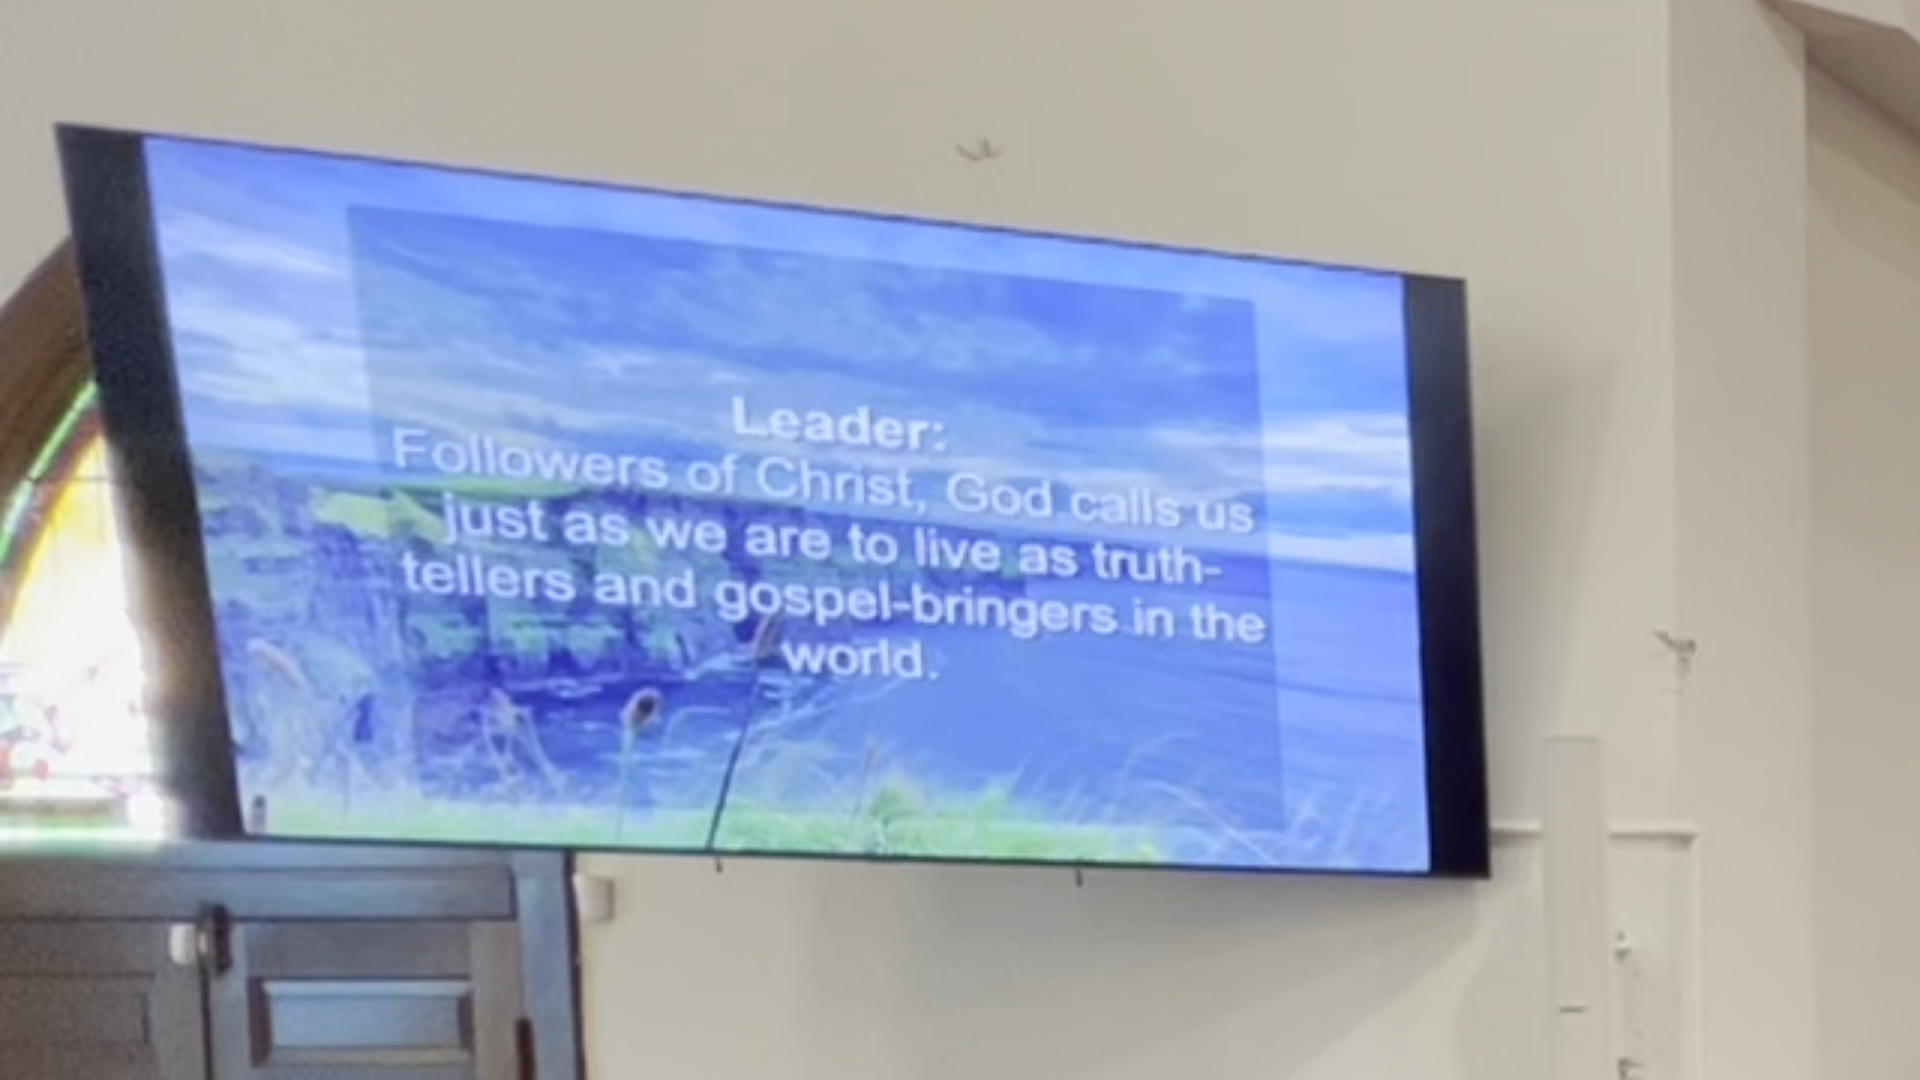 Leader:
Followers of Christ, God calls us
just as we are to live as truth-
tellers and gospel-bringers in the
world.